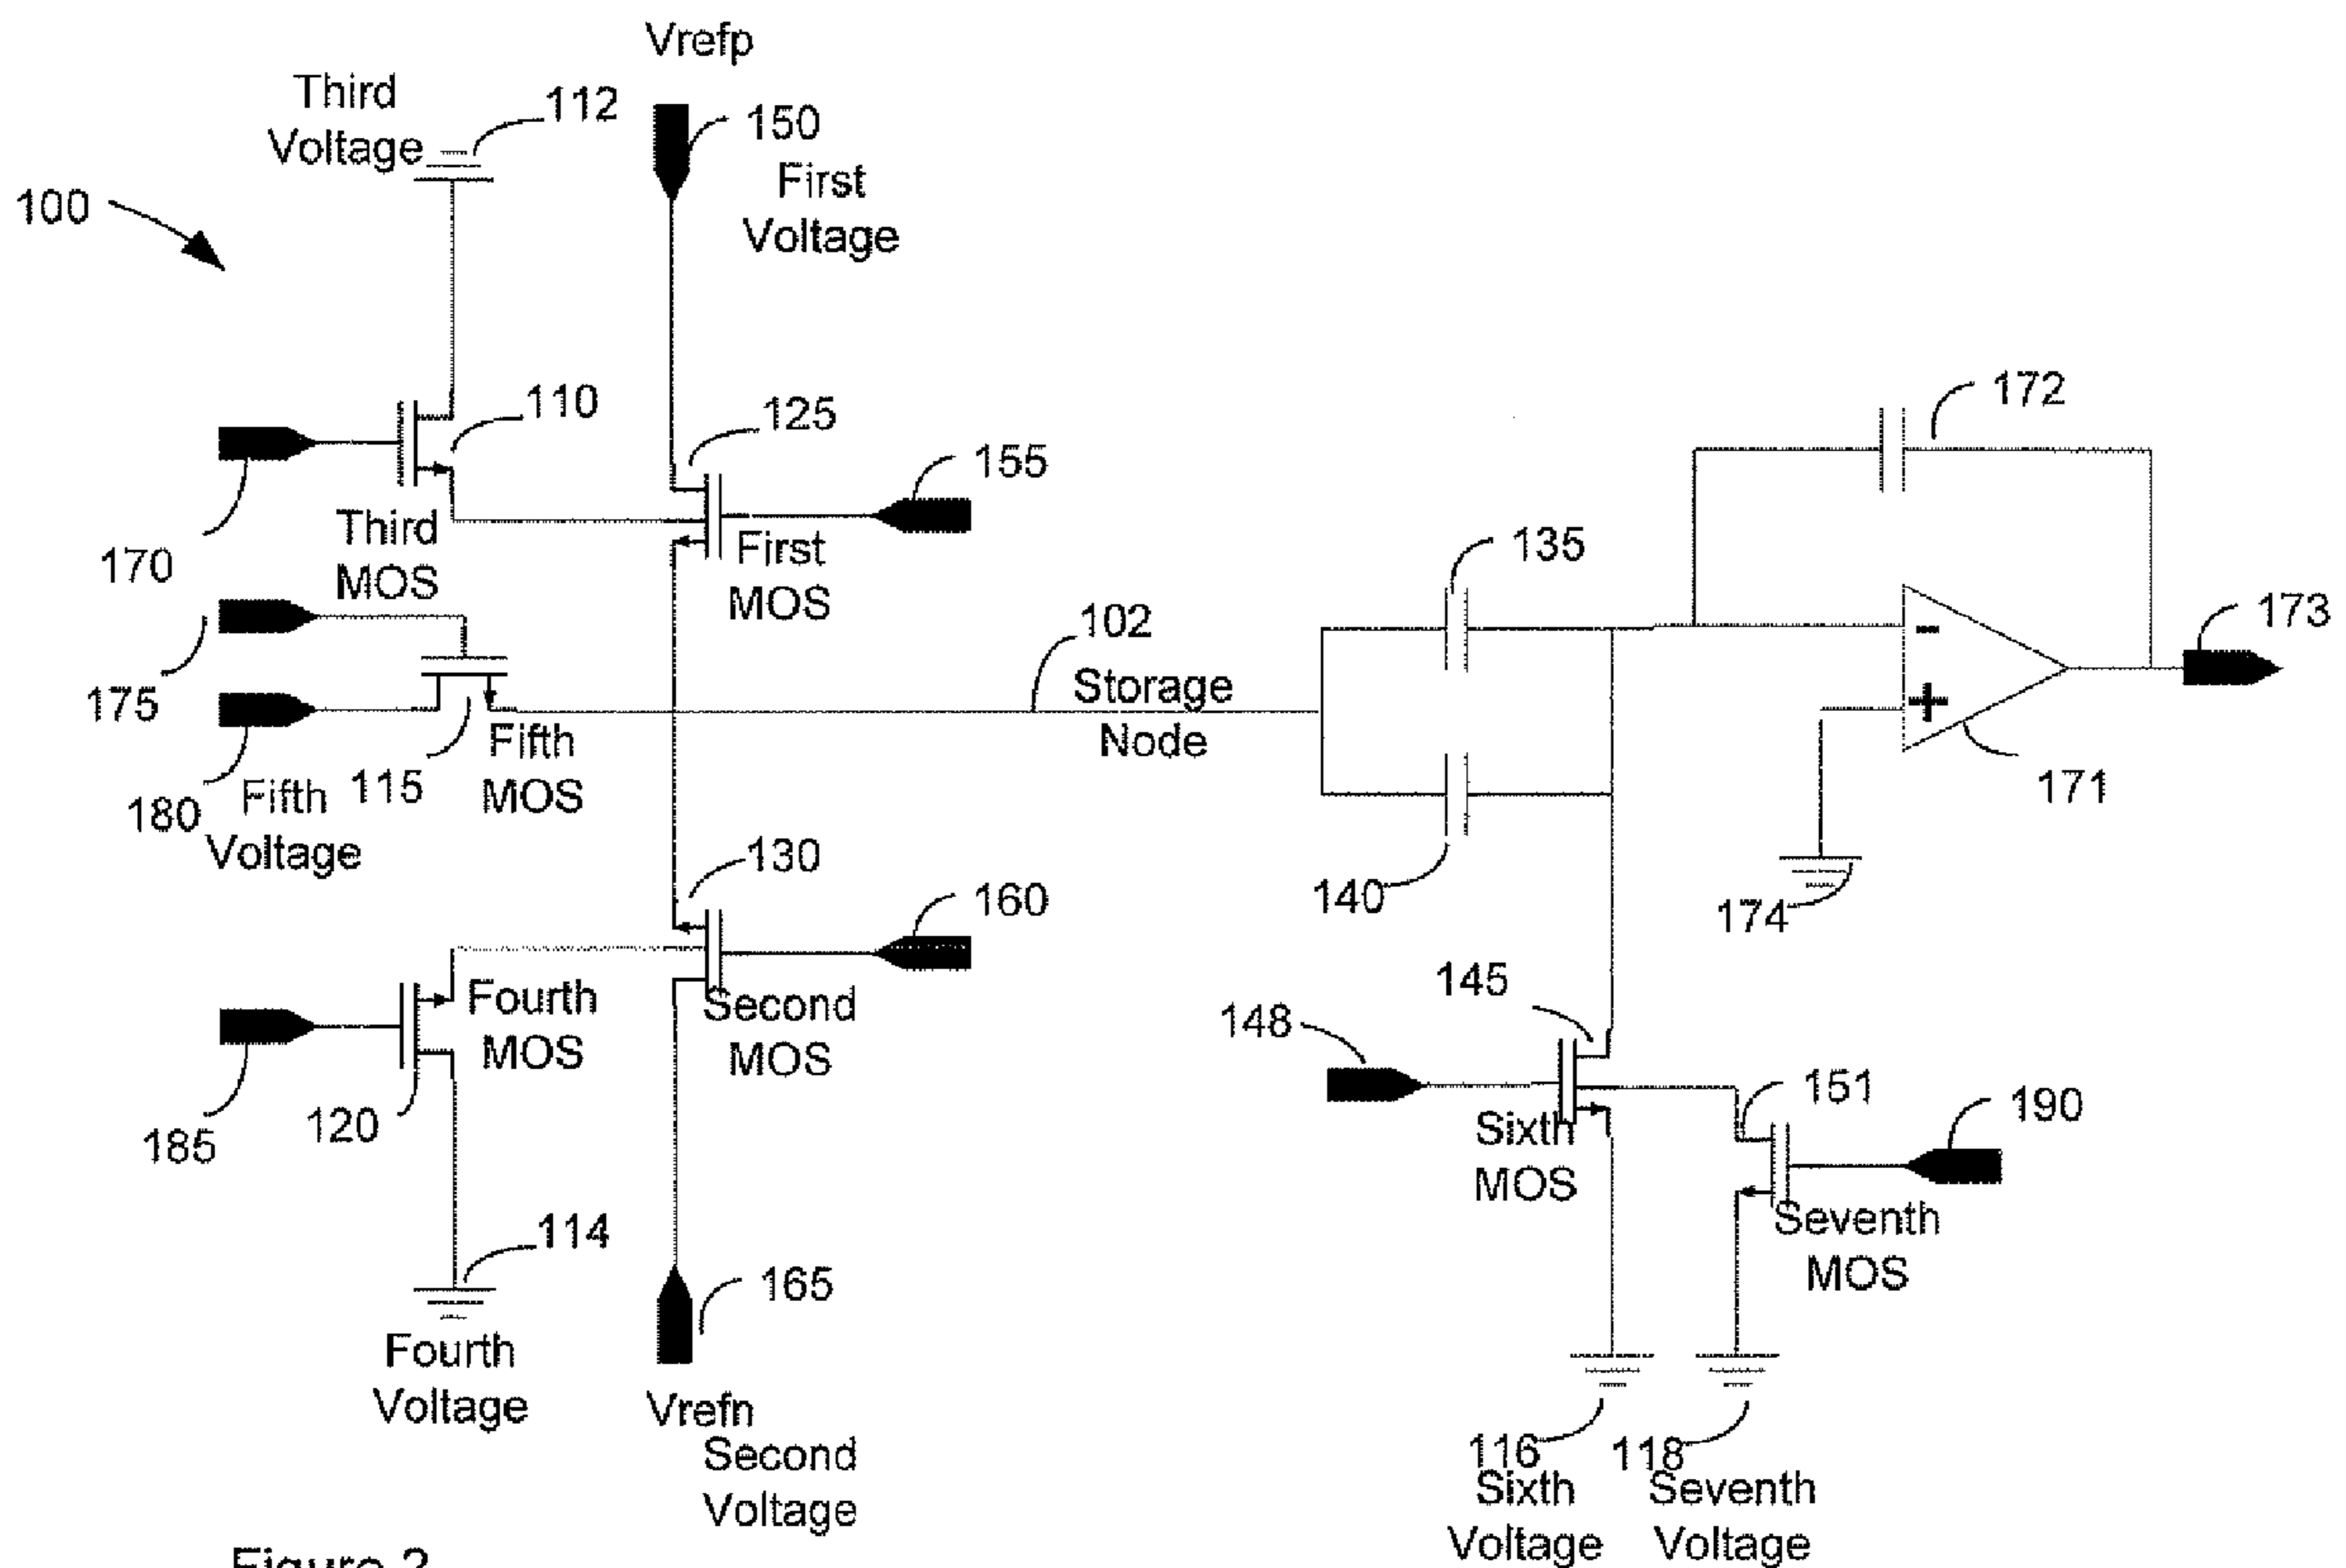 Vrefp
Third
Voltage
112
150
First
Voltage
100
110
125
155
172
Third
MOS
170
First
MOS
135
102
173
175
Storage
Node
-
+
Fifth
MOS
115
180
Fifth
Voltage
171
130
160
140
174
Fourth
MOS
Second
MOS
145
148
151
190
120
185
Sixth
MOS
Seventh
MOS
114
165
Fourth
Voltage
Vrefn
Second
Voltage
116
118
Sixth
Voltage
Seventh
Voltage
Figure 2